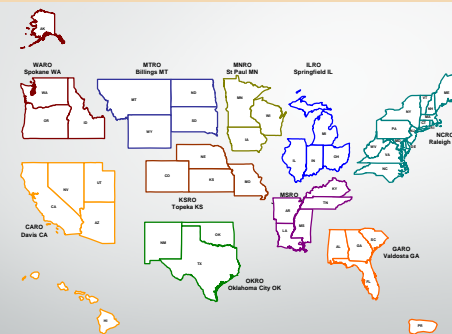 AK
WARO
Spokane WA
MTRO
Billings MT
MNRO
St Paul MN
ILRO
Springfield IL
WA
OR
ID
MT
ND
SD
WY
MN
WI
IA
MI
IL
IN
OH
NY
VT
ME
PA
WV
VA
NC
NCRO
Raleigh
NE
CO
KS
MO
KSRO
Topeka KS
NV
UT
CA
AZ
CARO
Davis CA
MSRO
KY
TN
AR
LA
MS
NM
OK
TX
OKRO
Oklahoma City OK
AL
GA
SC
FL
GARO
Valdosta GA
HI
PR